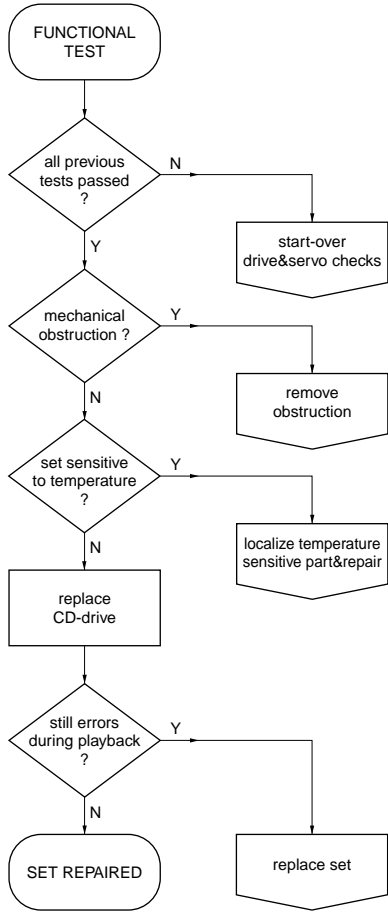 FUNCTIONAL
TEST
all previous
tests passed
?
N
start-over
drive&servo checks
Y
mechanical
obstruction ?
Y
remove
obstruction
N
set sensitive
to temperature
?
Y
localize temperature
sensitive part&repair
N
replace
CD-drive
still errors
during playback
?
Y
replace set
N
SET REPAIRED